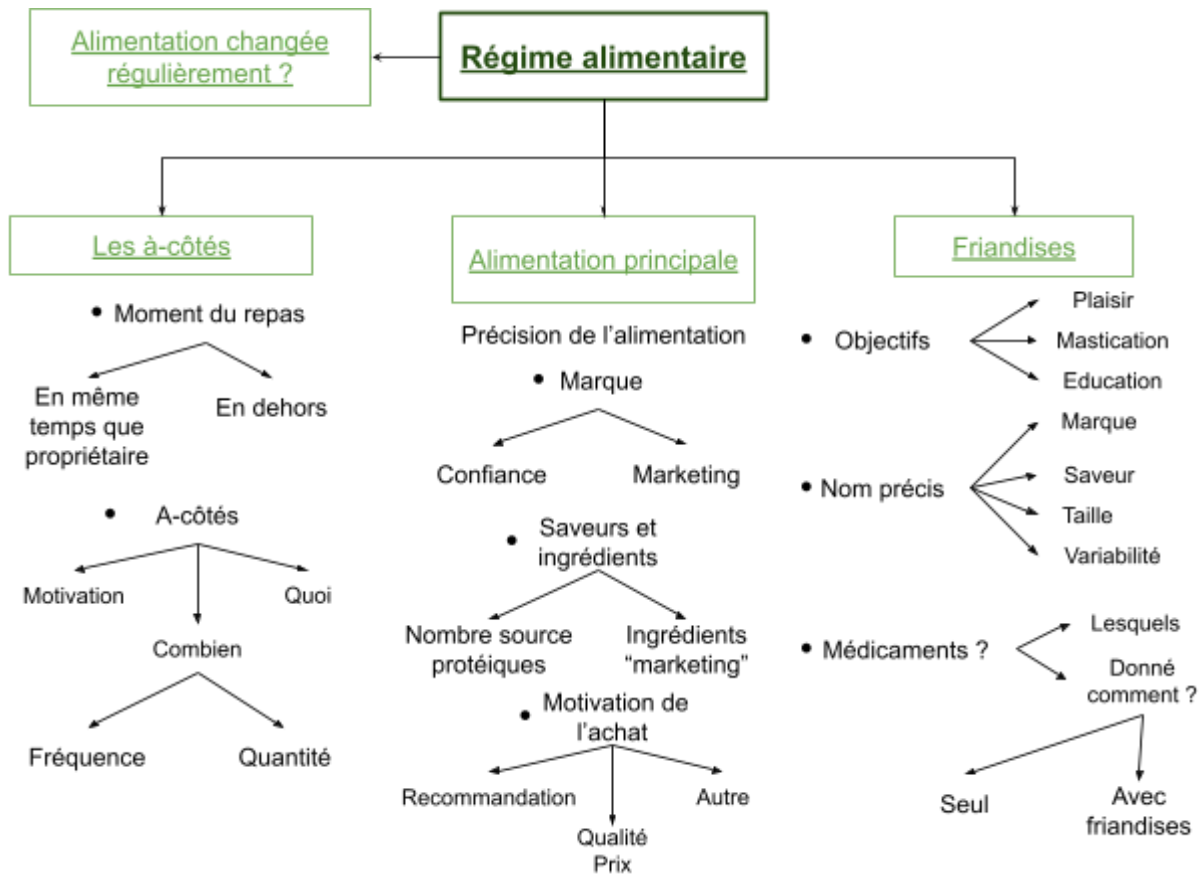 Alimentation changée
régulièrement ?
Régime alimentaire
Les à-côtés
• Moment du repas
En même
temps que
propriétaire
En dehors
• A-côtés
Motivation
Quoi
Combien
Fréquence
Quantité
Alimentation principale
Précision de l’alimentation
• Marque
Confiance
Marketing
• Saveurs et
ingrédients
Nombre source
protéiques
Ingrédients
“marketing”
• Motivation de
l’achat
Recommandation
Autre
Qualité
Prix
Friandises
• Objectifs
Plaisir
Mastication
Education
• Nom précis
Marque
Saveur
Taille
Variabilité
• Médicaments ?
Lesquels
Donné
comment ?
Seul
Avec
friandises